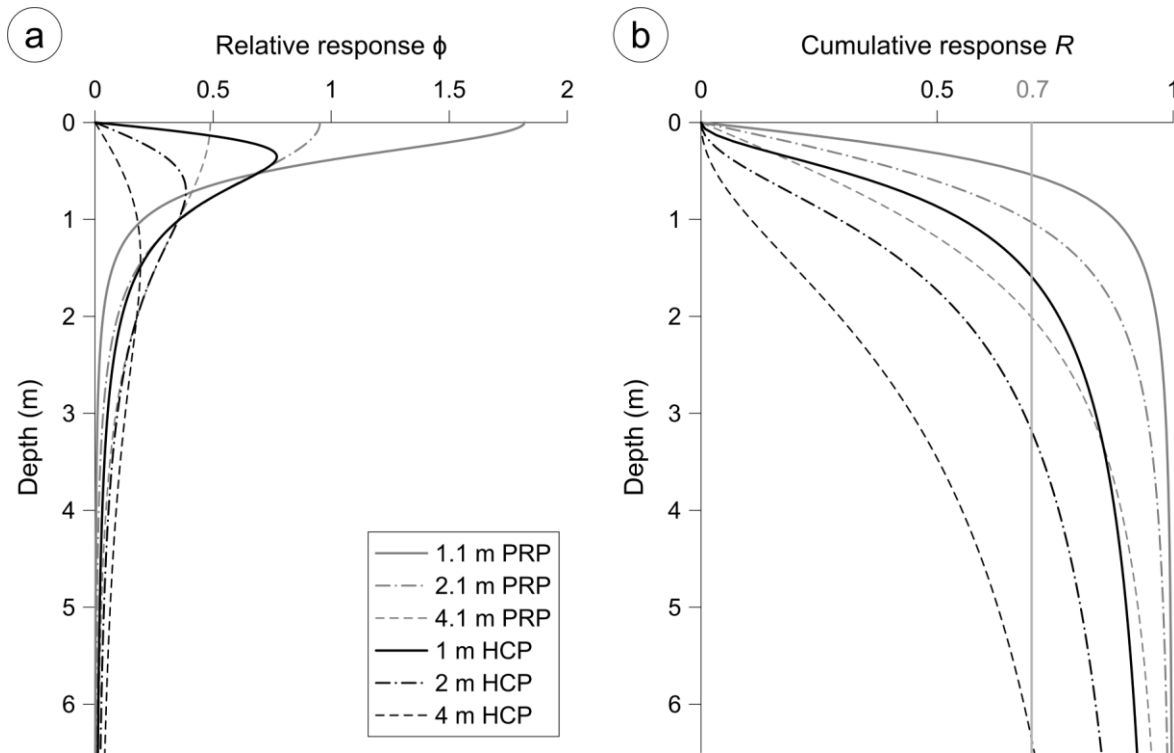 a
Relative response ϕ
0 0.5 1 1.5 2
0
1
2
3
4
5
6
Depth (m)
1.1 m PRP
2.1 m PRP
4.1 m PRP
1 m HCP
2 m HCP
4 m HCP
b
Cumulative response R
0 0.5 0.7 1
0
1
2
3
4
5
6
Depth (m)